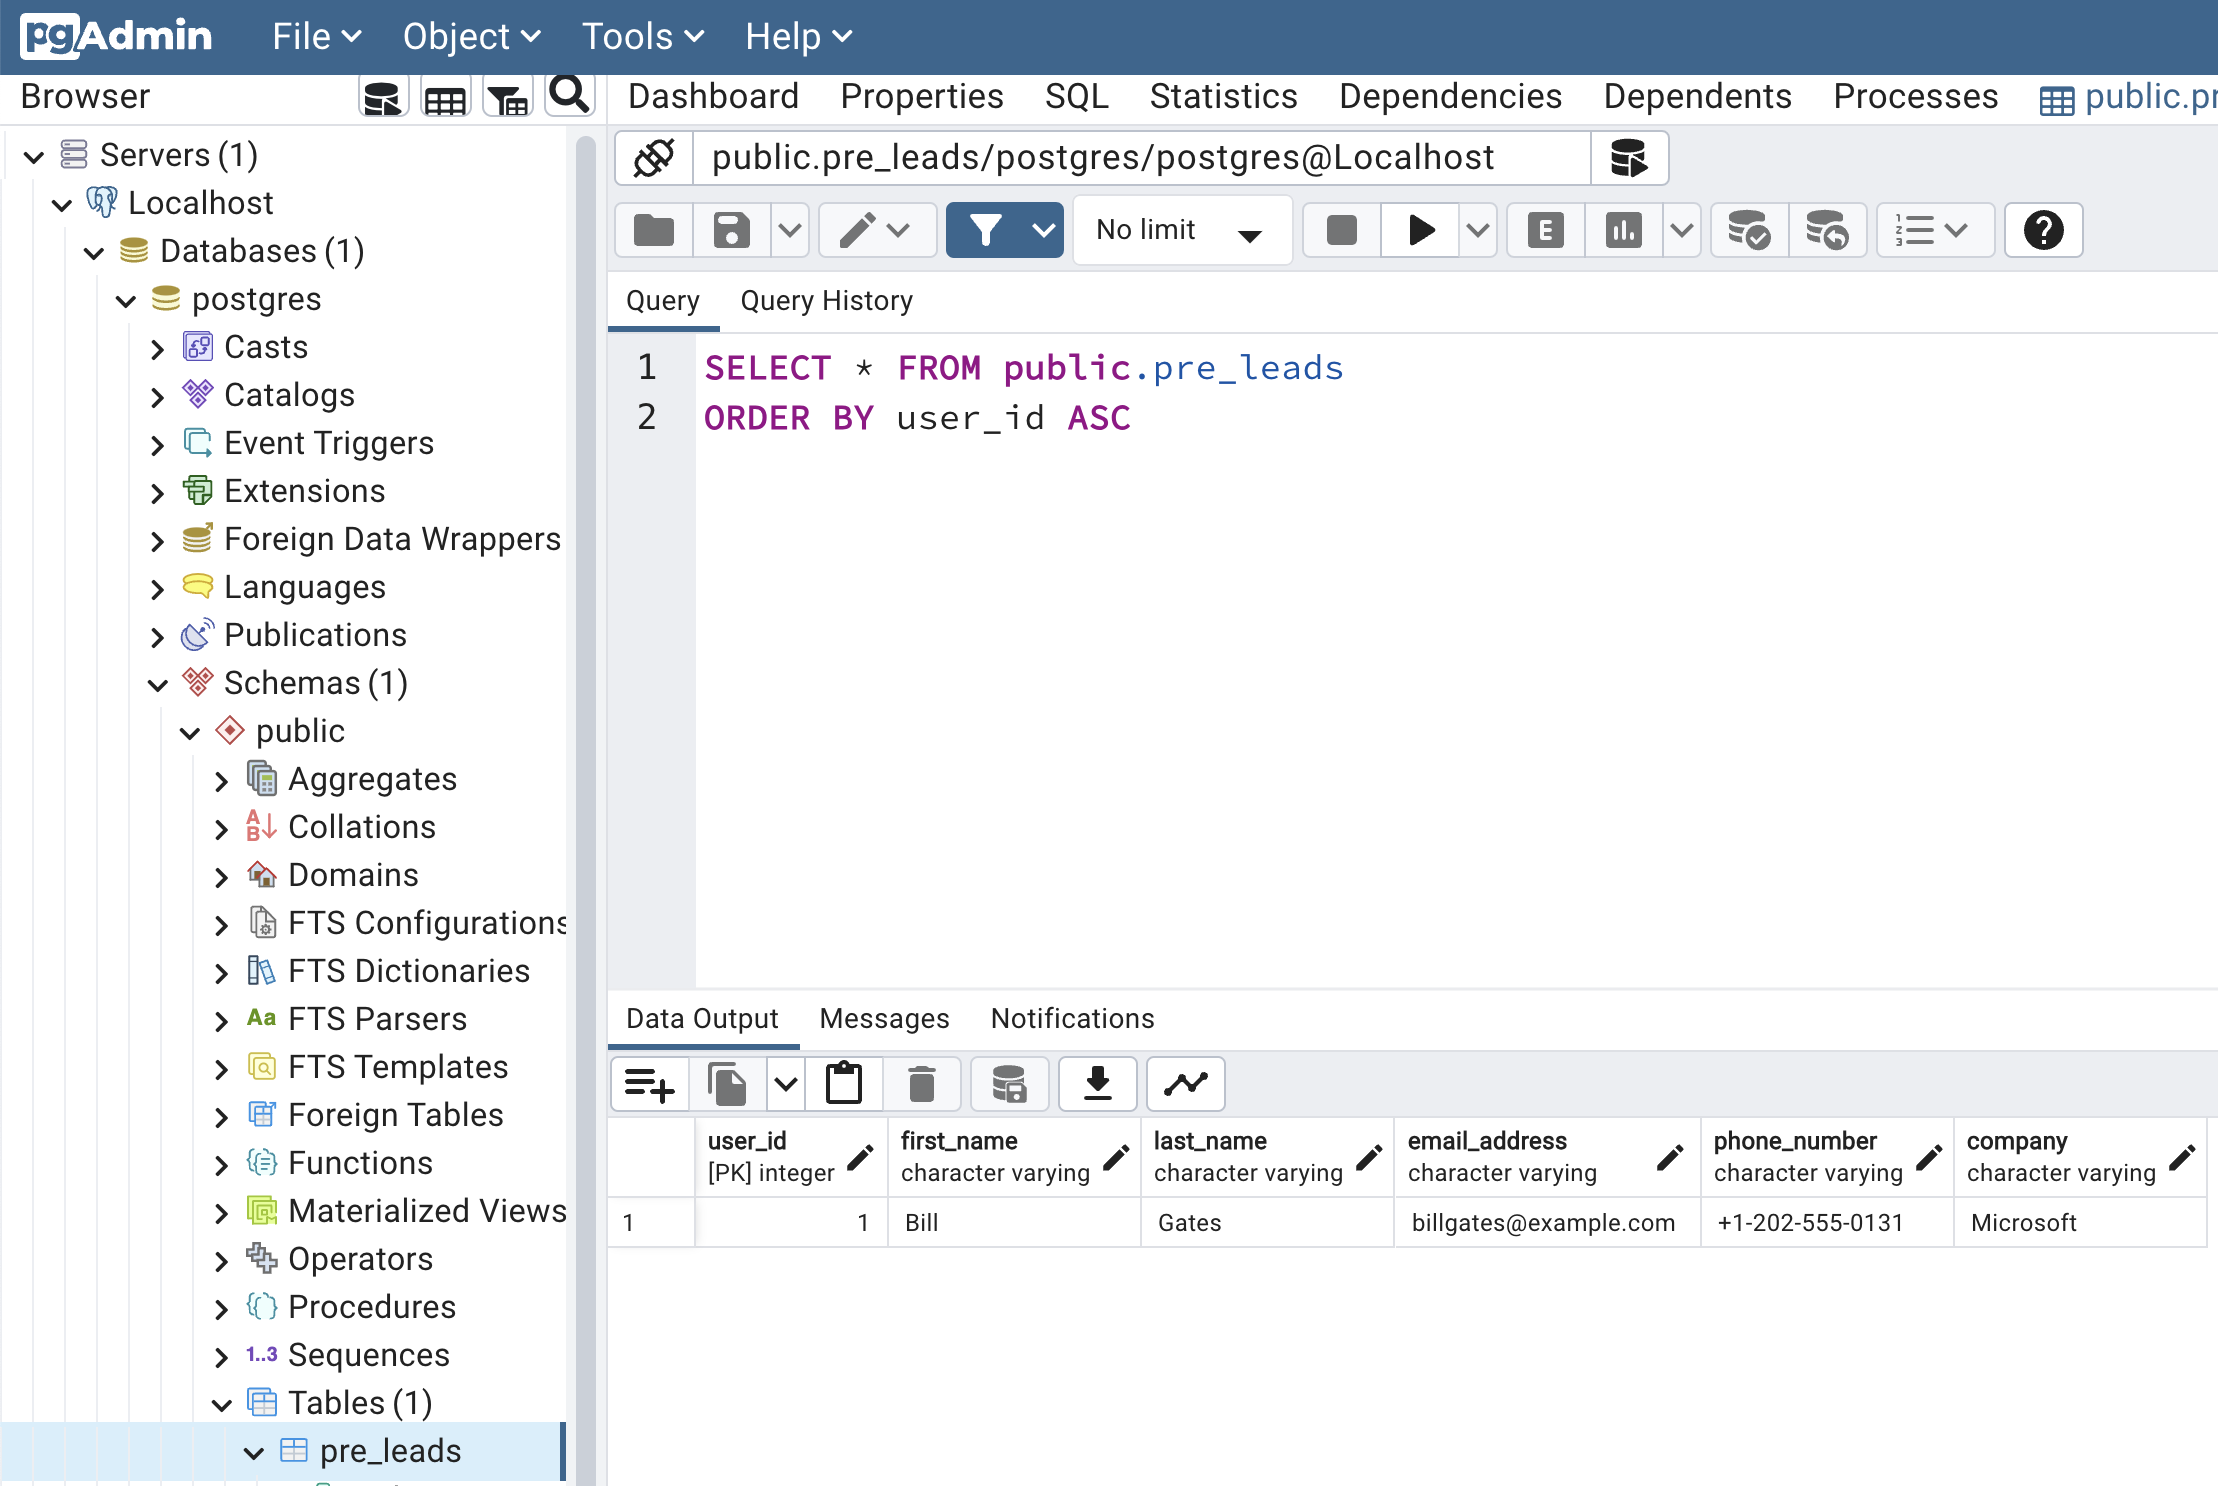 pgAdmin File Object Tools Help
Browser
Dashboard Properties SQL Statistics Dependencies Dependents Processes public.pr
Servers (1)
Localhost
Databases (1)
postgres
Casts
Catalogs
Event Triggers
Extensions
Foreign Data Wrappers
Languages
Publications
Schemas (1)
public
Aggregates
Collations
Domains
FTS Configurations
FTS Dictionaries
Aa FTS Parsers
FTS Templates
Foreign Tables
Functions
Materialized Views
Operators
Procedures
1..3 Sequences
Tables (1)
pre_leads
public.pre_leads/postgres/postgres@Localhost
No limit
E
?
Query Query History
1 SELECT * FROM public.pre_leads
2 ORDER BY user_id ASC
Data Output Messages Notifications
user_id first_name last_name email_address phone_number company
[PK] integer character varying character varying character varying character varying character varying
1 1 Bill Gates billgates@example.com +1-202-555-0131 Microsoft